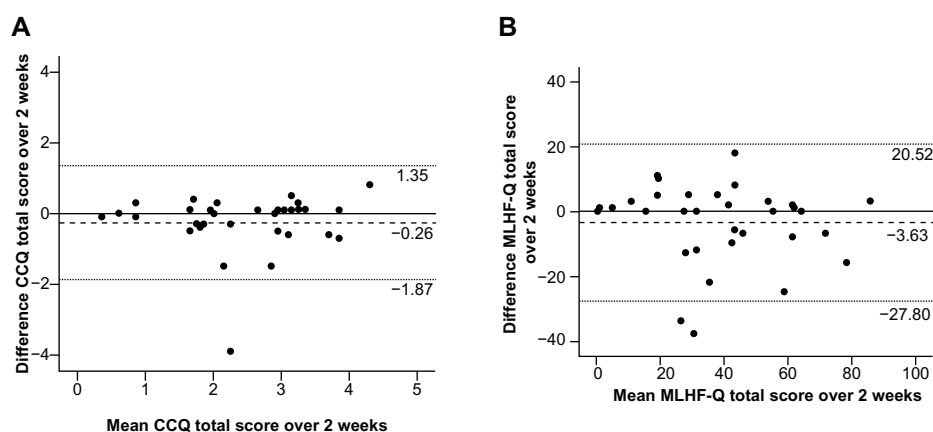 A
Difference CCQ total score over 2 weeks
4
2
0
−2
−4
1.35
−0.26
−1.87
0 1 2 3 4 5
Mean CCQ total score over 2 weeks
B
Difference MLHF-Q total score
over 2 weeks
40
20
0
−20
−40
20.52
−3.63
−27.80
0 20 40 60 80 100
Mean MLHF-Q total score over 2 weeks